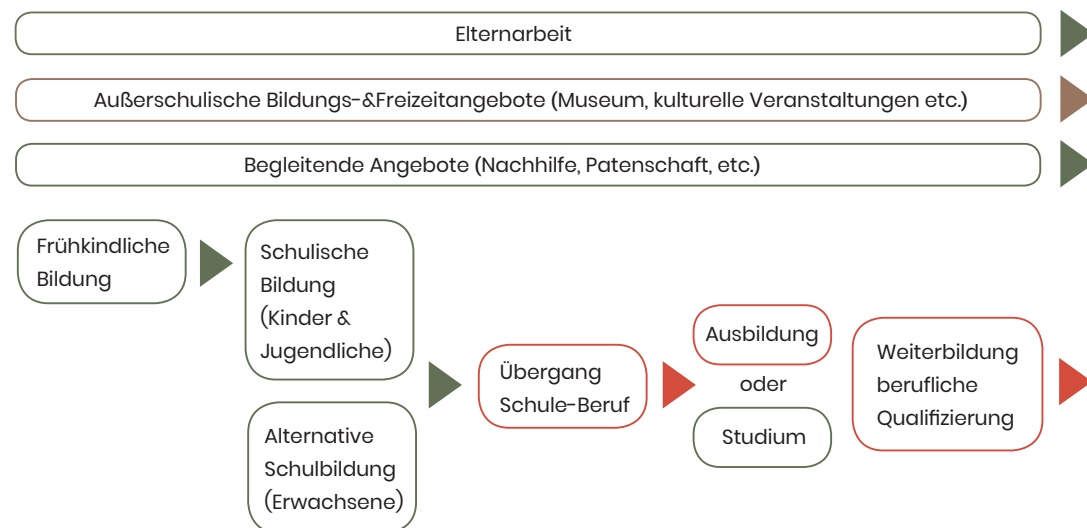 Elternarbeit
Außerschulische Bildungs-&Freizeitangebote (Museum, kulturelle Veranstaltungen etc.)
Begleitende Angebote (Nachhilfe, Patenschaft, etc.)
Frühkindliche
Bildung
Schulische
Bildung
(Kinder &
Jugendliche)
Alternative
Schulbildung
(Erwachsene)
Übergang
Schule-Beruf
Ausbildung
oder
Studium
Weiterbildung
berufliche
Qualifizierung